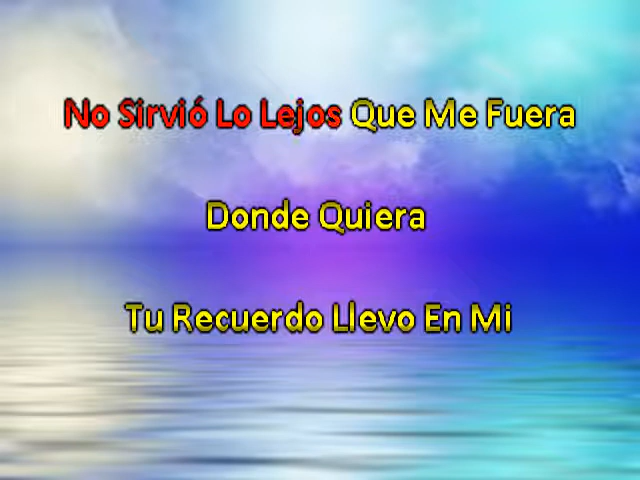 No Sirvió Lo Lejos Que Me Fuera
Donde Quiera
Tu Recuerdo Llevo En Mi